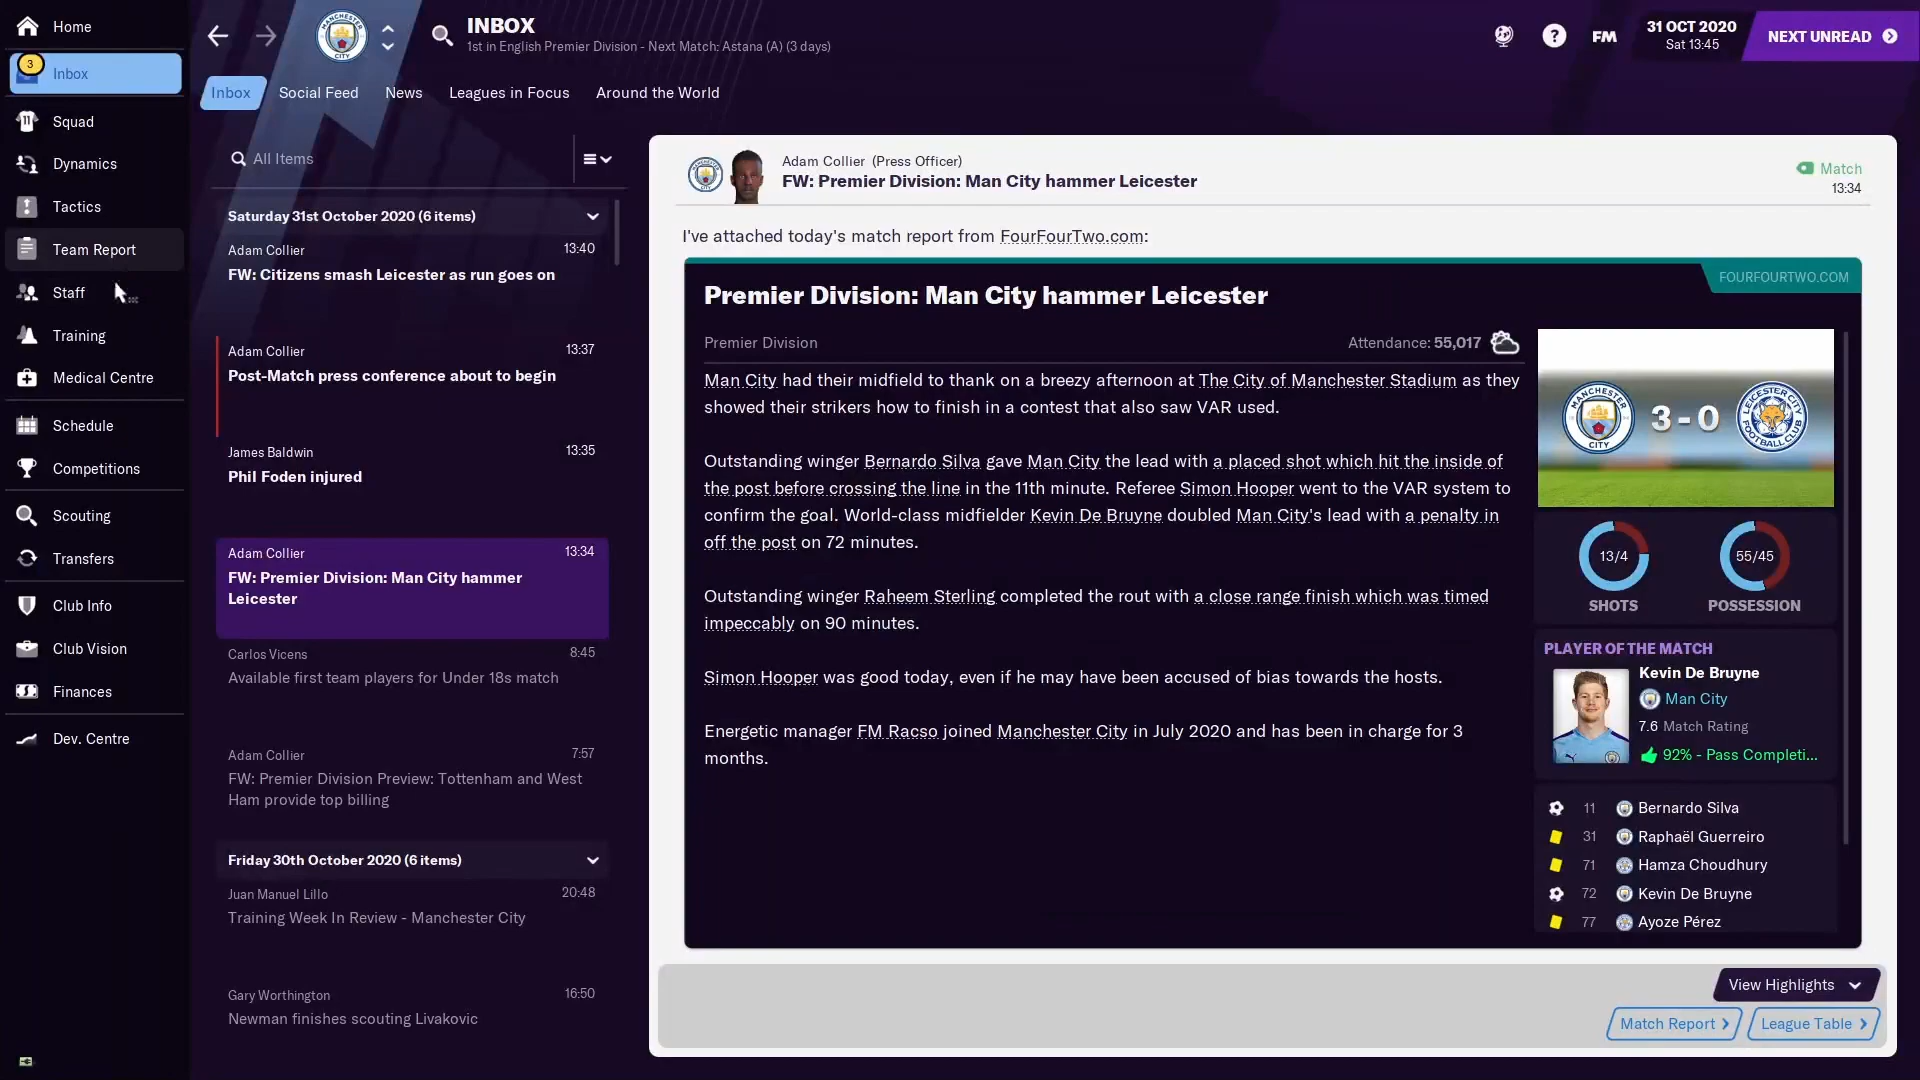 Home
3
Inbox
Squad
Dynamics
Tactics
Team Report
Staff
Training
Medical Centre
Schedule
Competitions
Scouting
Transfers
Club Info
Club Vision
Finances
Dev. Centre
INBOX
1st in English Premier Division - Next Match: Astana (A) (3 days)
FM
31 OCT 2020
Sat 13:45
NEXT UNREAD
Inbox Social Feed News Leagues in Focus Around the World
All Items
Saturday 31st October 2020 (6 items)
Adam Collier 13:40
FW: Citizens smash Leicester as run goes on
Adam Collier 13:37
Post-Match press conference about to begin
James Baldwin 13:35
Phil Foden injured
Adam Collier 13:34
FW: Premier Division: Man City hammer
Leicester
Carlos Vicens 8:45
Available first team players for Under 18s match
Adam Collier 7:57
FW: Premier Division Preview: Tottenham and West
Ham provide top billing
Friday 30th October 2020 (6 items)
Juan Manuel Lillo 20:48
Training Week In Review - Manchester City
Gary Worthington 16:50
Newman finishes scouting Livakovic
Adam Collier (Press Officer)
FW: Premier Division: Man City hammer Leicester
Match
13:34
I've attached today's match report from FourFourTwo.com:
FOURFOURTWO.COM
Premier Division: Man City hammer Leicester
Premier Division Attendance: 55,017
Man City had their midfield to thank on a breezy afternoon at The City of Manchester Stadium as they
showed their strikers how to finish in a contest that also saw VAR used.
Outstanding winger Bernardo Silva gave Man City the lead with a placed shot which hit the inside of
the post before crossing the line in the 11th minute. Referee Simon Hooper went to the VAR system to
confirm the goal. World-class midfielder Kevin De Bruyne doubled Man City's lead with a penalty in
off the post on 72 minutes.
Outstanding winger Raheem Sterling completed the rout with a close range finish which was timed
impeccably on 90 minutes.
Simon Hooper was good today, even if he may have been accused of bias towards the hosts.
Energetic manager FM Racso joined Manchester City in July 2020 and has been in charge for 3
months.
MANCHESTER CITY 3 - 0 LEICESTER CITY FOOTBALL CLUB
13/4 55/45
SHOTS POSSESSION
PLAYER OF THE MATCH
Kevin De Bruyne
Man City
7.6 Match Rating
92% - Pass Completi...
11 Bernardo Silva
31 Raphaël Guerreiro
71 Hamza Choudhury
72 Kevin De Bruyne
77 Ayoze Pérez
View Highlights
Match Report League Table